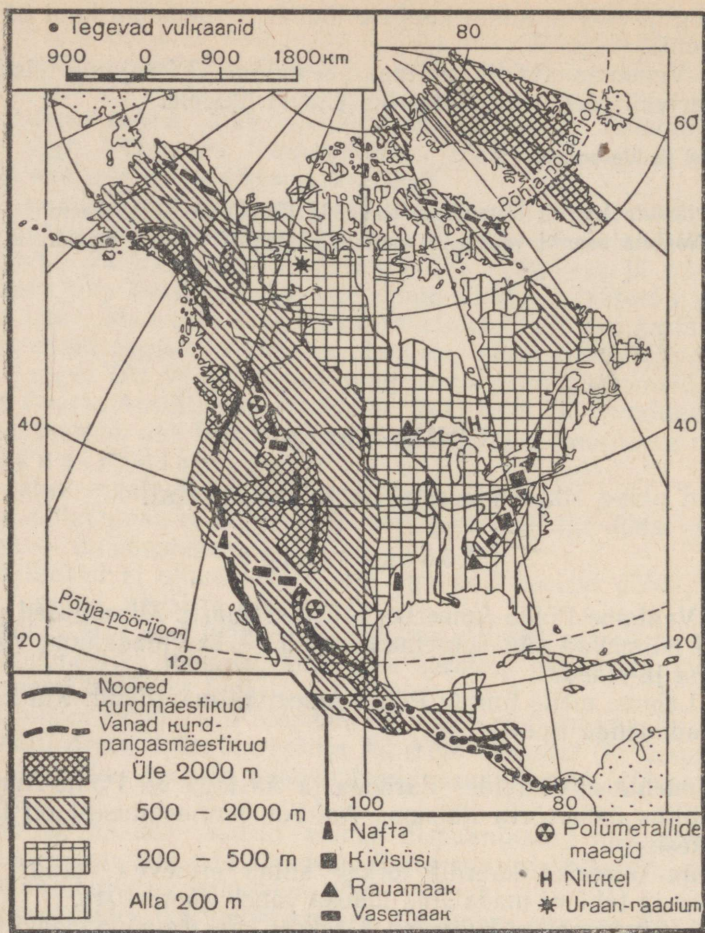 Tegevad vulkaanid
900 0 900 1800 км
80
60
Põhja-polaarjoon
H
40
40
H
Põhja-pöörijoon
20
120
20
Noored
kurdmäestikud
Vanad kurd-
pangasmäestikud
Üle 2000 m
500 - 2000 m
200 - 500 m
Alla 200 m
100
80
Nafta
Kivisüsi
Rauamaak
Vasemaak
Polümetallide
maagid
H Nikkel
Uraan-raadium